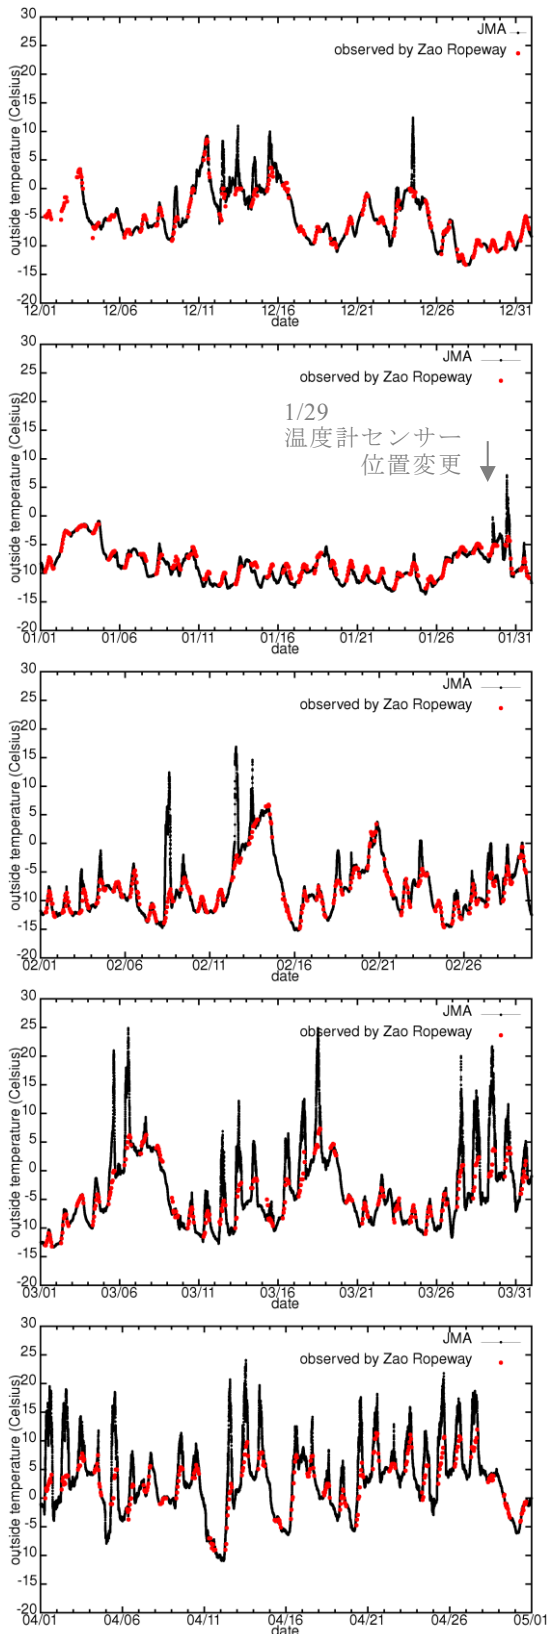 30
JMA
25
observed by Zao Ropeway
20
15
10
5
0
-5
-10
-15
-20
outside temperature (Celsius)
12/01 12/06 12/11 12/16 12/21 12/26 12/31
date
30
JMA
25
observed by Zao Ropeway
20
1/29
温度計センサー
位置変更
15
10
5
0
-5
-10
-15
-20
outside temperature (Celsius)
01/01 01/06 01/11 01/16 01/21 01/26 01/31
date
30
JMA
25
observed by Zao Ropeway
20
15
10
5
0
-5
-10
-15
-20
outside temperature (Celsius)
02/01 02/06 02/11 02/16 02/21 02/26
date
30
JMA
25
observed by Zao Ropeway
20
15
10
5
0
-5
-10
-15
-20
outside temperature (Celsius)
03/01 03/06 03/11 03/16 03/21 03/26 03/31
date
30
JMA
25
observed by Zao Ropeway
20
15
10
5
0
-5
-10
-15
-20
outside temperature (Celsius)
04/01 04/06 04/11 04/16 04/21 04/26 05/01
date